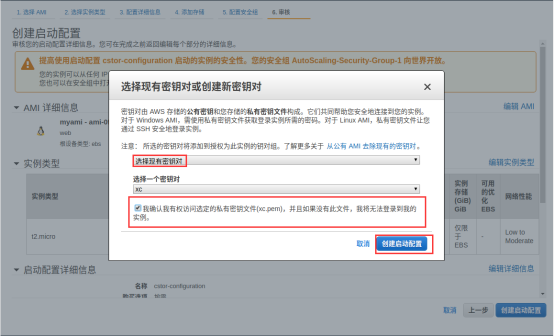 1. 选择 AMI
2. 选择实例类型
3. 配置详细信息
4. 添加存储
5. 配置安全组
6. 审核
创建启动配置
审核您的启动配置详细信息。您可在完成之前返回编辑每个部分的详细信息。
提高使用启动配置 cstor-configuration 启动的实例的安全性。您的安全组 AutoScaling-Security-Group-1 向世界开放。
您的实例可以从任何 IP
您也可以在安全组中打
选择现有密钥对或创建新密钥对
×
密钥对由 AWS 存储的公有密钥和您存储的私有密钥文件构成。它们共同帮助您安全地连接到您的实例。
对于 Windows AMI，需使用私有密钥文件获取登录实例所需的密码。对于 Linux AMI，私有密钥文件让您
通过 SSH 安全地登录实例。
注意： 所选的密钥对将添加到授权为此实例的密钥对组。了解更多关于 从公有 AMI 去除现有的密钥对 。
选择现有密钥对
选择一个密钥对
xc
我确认我有权访问选定的私有密钥文件(xc.pem)，并且如果没有此文件，我将无法登录到我的
实例。
取消
创建启动配置
AMI 详细信息
编辑 AMI
myami - ami-0
web
根设备类型: ebs
实例类型
编辑实例类型
实例类型
实例存储 (GiB) GiB
可用的优化 EBS
网络性能
t2.micro
仅限于 EBS
-
Low to Moderate
启动配置详细信息
编辑详细信息
名称 cstor-configuration
购买选项 如需
取消
上一步
创建启动配置